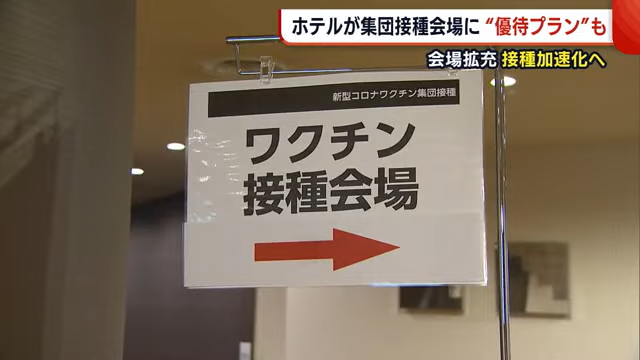 ホテルが集団接種会場に “優待プラン”も
会場拡充 接種加速化へ
新型コロナワクチン集団接種
ワクチン
接種会場